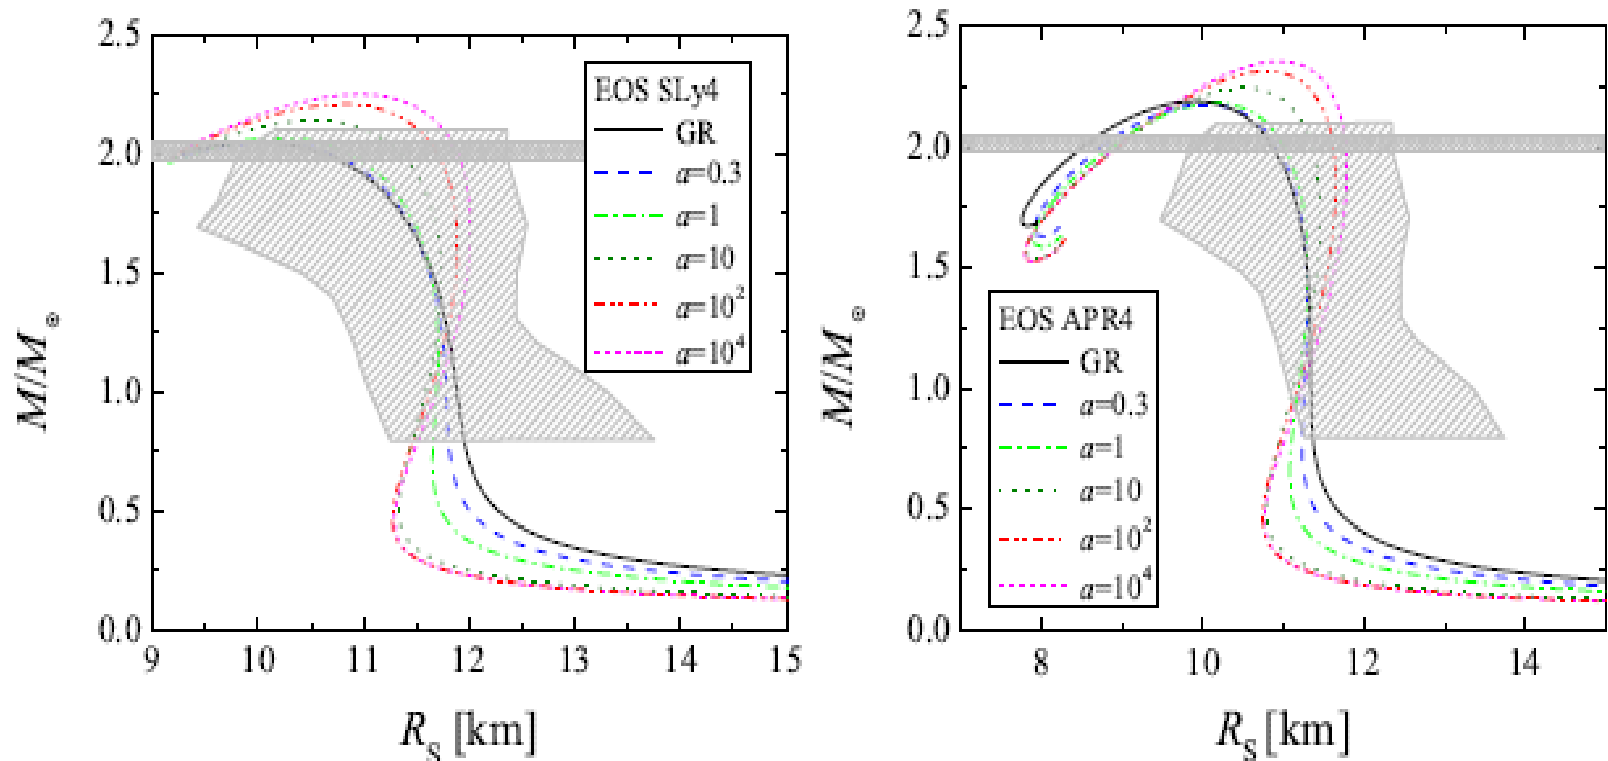 2.5
2.0
1.5
1.0
0.5
0.0
M/M⊙
9 10 11 12 13 14 15
R_S [km]
EOS SLy4
GR
a=0.3
a=1
a=10
a=10²
a=10⁴
2.5
2.0
1.5
1.0
0.5
0.0
M/M⊙
8 10 12 14
R_S [km]
EOS APR4
GR
a=0.3
a=1
a=10
a=10²
a=10⁴